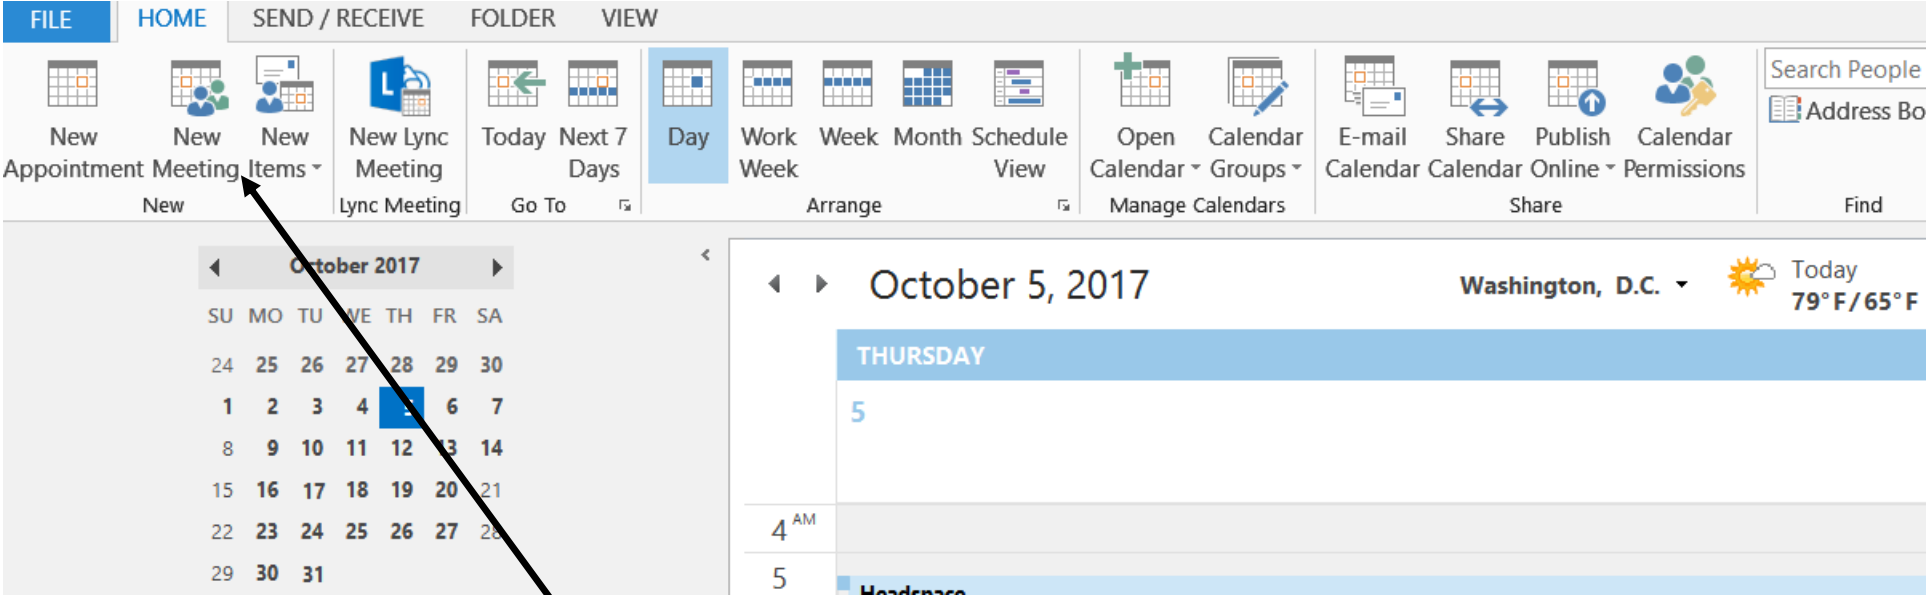 FILE HOME SEND / RECEIVE FOLDER VIEW
New Appointment
New Meeting
New Items
New
New Lync Meeting
Lync Meeting
Today
Next 7 Days
Go To
Day
Work Week
Week
Month
Schedule View
Arrange
Open Calendar
Calendar Groups
Manage Calendars
E-mail Calendar
Share Calendar
Publish Online
Calendar Permissions
Share
Search People
Address Bo
Find
October 2017
SU MO TU WE TH FR SA
24 25 26 27 28 29 30
1 2 3 4 5 6 7
8 9 10 11 12 13 14
15 16 17 18 19 20 21
22 23 24 25 26 27 28
29 30 31
October 5, 2017
Washington, D.C.
Today
79°F/65°F
THURSDAY
5
4 AM
5
Headspace